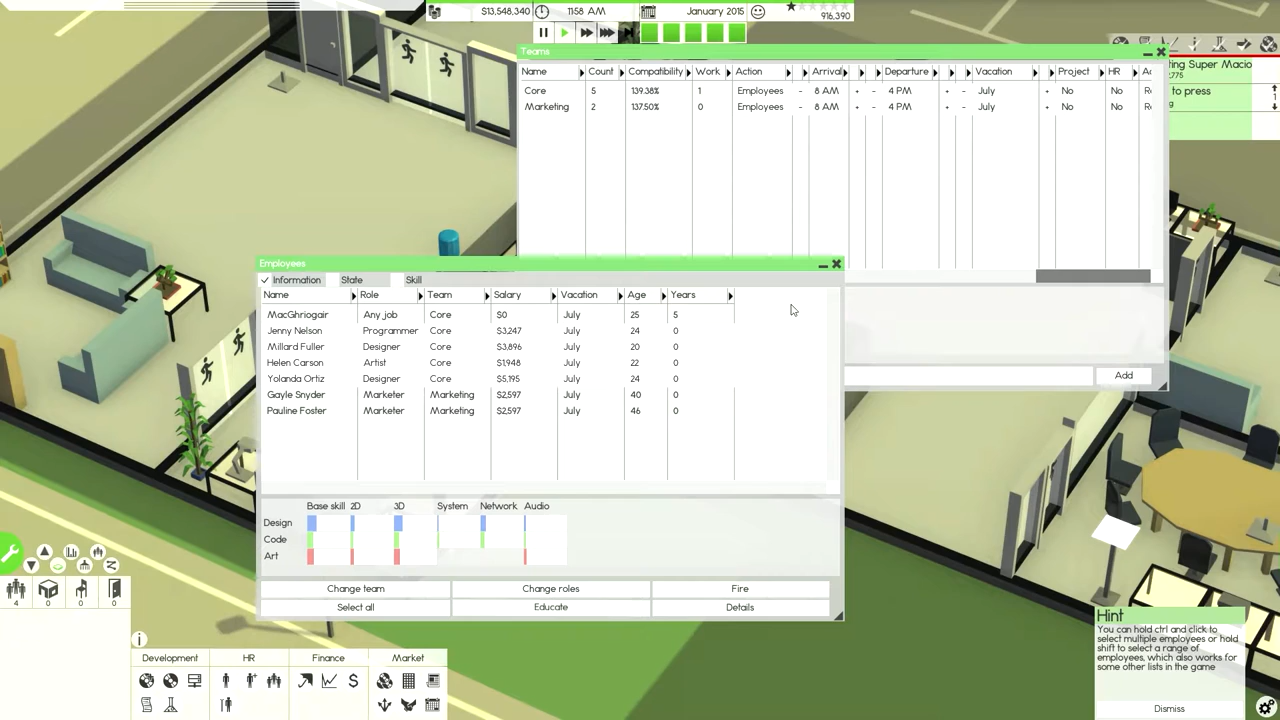 $13,548,340
1158 AM
January 2015
916,390
Teams
Name Count Compatibility Work Action Arrival Departure Vacation Project HR
Core 5 139.38% 1 Employees - 8 AM + - 4 PM + - July + No No
Marketing 2 137.50% 0 Employees - 8 AM + - 4 PM + - July + No No
ting Super Macio
775
to press
1
Add
Employees
Information State Skill
Name Role Team Salary Vacation Age Years
MacGhriogair Any job Core $0 July 25 5
Jenny Nelson Programmer Core $3,247 July 24 0
Millard Fuller Designer Core $3,896 July 20 0
Helen Carson Artist Core $1,948 July 22 0
Yolanda Ortiz Designer Core $5,195 July 24 0
Gayle Snyder Marketer Marketing $2,597 July 40 0
Pauline Foster Marketer Marketing $2,597 July 46 0
Base skill 2D 3D System Network Audio
Design
Code
Art
Change team Change roles Fire
Select all Educate Details
4 0 0 0
Development HR Finance Market
Hint
You can hold ctrl and click to
select multiple employees or hold
shift to select a range of
employees, which also works for
some other lists in the game
Dismiss